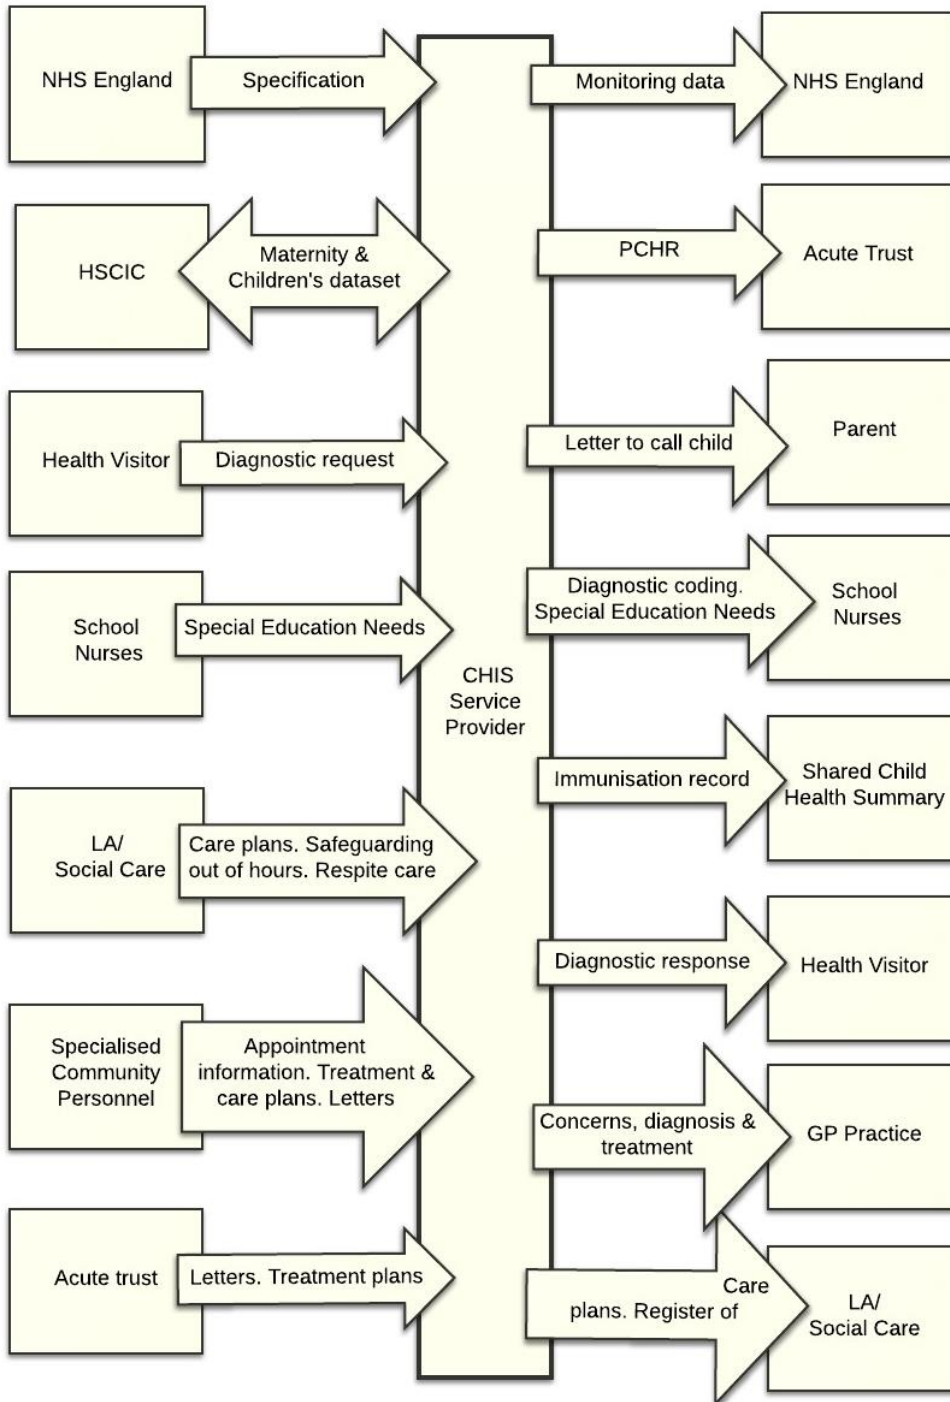 NHS England
Specification
Monitoring data
NHS England
HSCIC
Maternity &
Children's dataset
PCHR
Acute Trust
Health Visitor
Diagnostic request
Letter to call child
Parent
School
Nurses
Special Education Needs
CHIS
Service
Provider
Diagnostic coding.
Special Education Needs
School
Nurses
Immunisation record
Shared Child
Health Summary
LA/
Social Care
Care plans. Safeguarding
out of hours. Respite care
Diagnostic response
Health Visitor
Specialised
Community
Personnel
Appointment
information. Treatment &
care plans. Letters
Concerns, diagnosis &
treatment
GP Practice
Acute trust
Letters. Treatment plans
Care
plans. Register of
LA/
Social Care